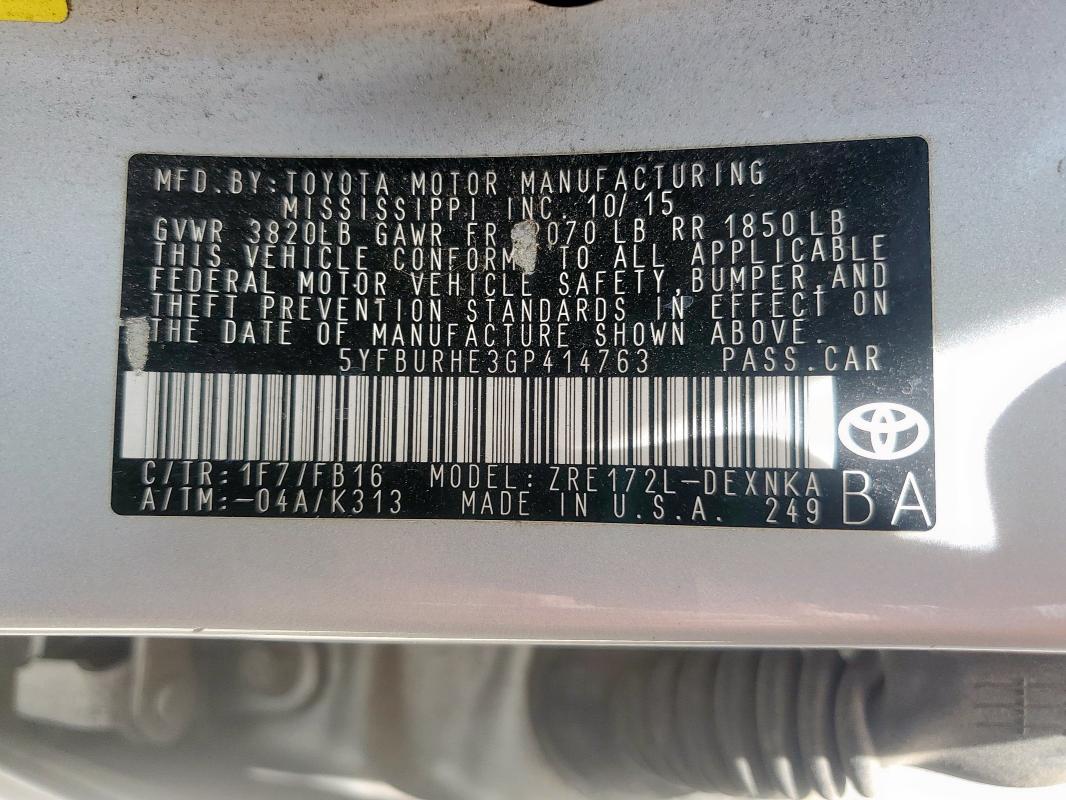 MFD.BY:TOYOTA MOTOR MANUFACTURING
MISSISSIPPI INC. 10/15
GVWR 3820LB GAWR FR 070 LB RR 1850LB
THIS VEHICLE CONFORM TO ALL APPLICABLE
FEDERAL MOTOR VEHICLE SAFETY,BUMPER,AND
THEFT PREVENTION STANDARDS IN EFFECT ON
THE DATE OF MANUFACTURE SHOWN ABOVE.
5YFBURHE3GP414763 PASS.CAR
C/TR:1F7/FB16 MODEL:ZRE172L-DEXNKA
A/TM:-04A/K313 MADE IN U.S.A. 249
BA